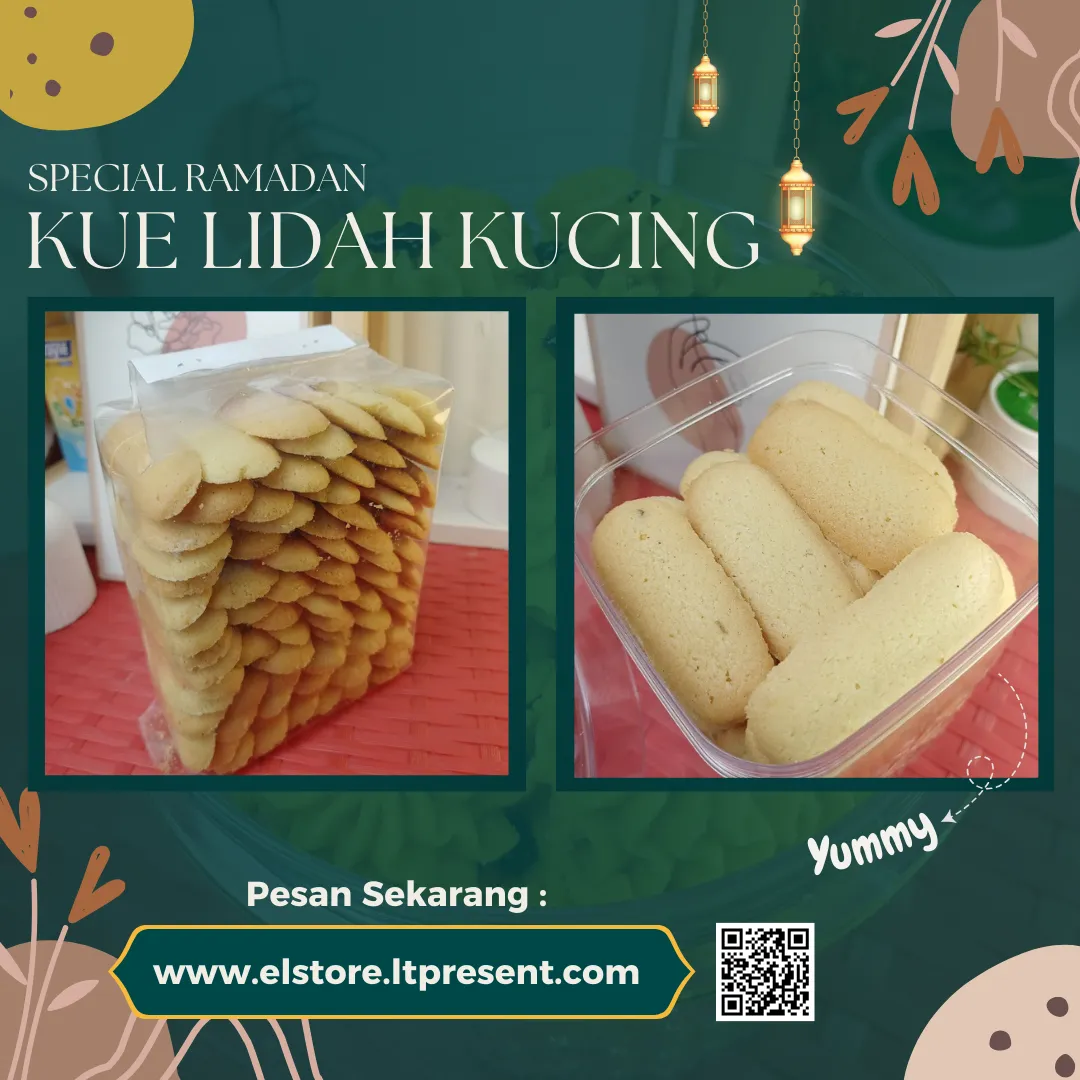 SPECIAL RAMADAN
KUE LIDAH KUCING
Yummy
Pesan Sekarang :
www.elstore.ltpresent.com